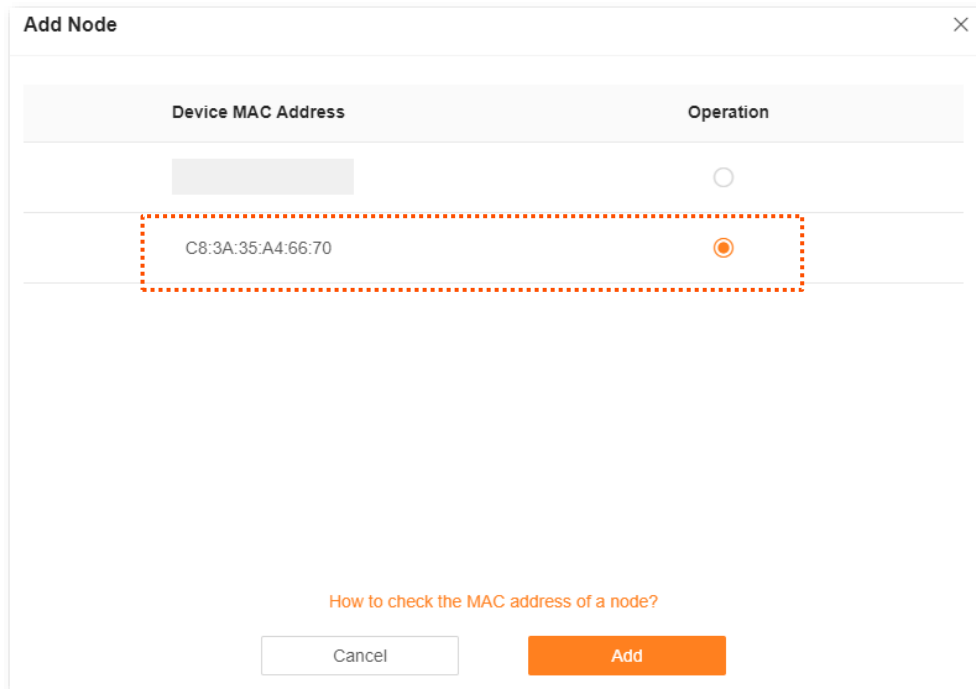 Add Node
Device MAC Address Operation
C8:3A:35:A4:66:70
How to check the MAC address of a node?
Cancel Add